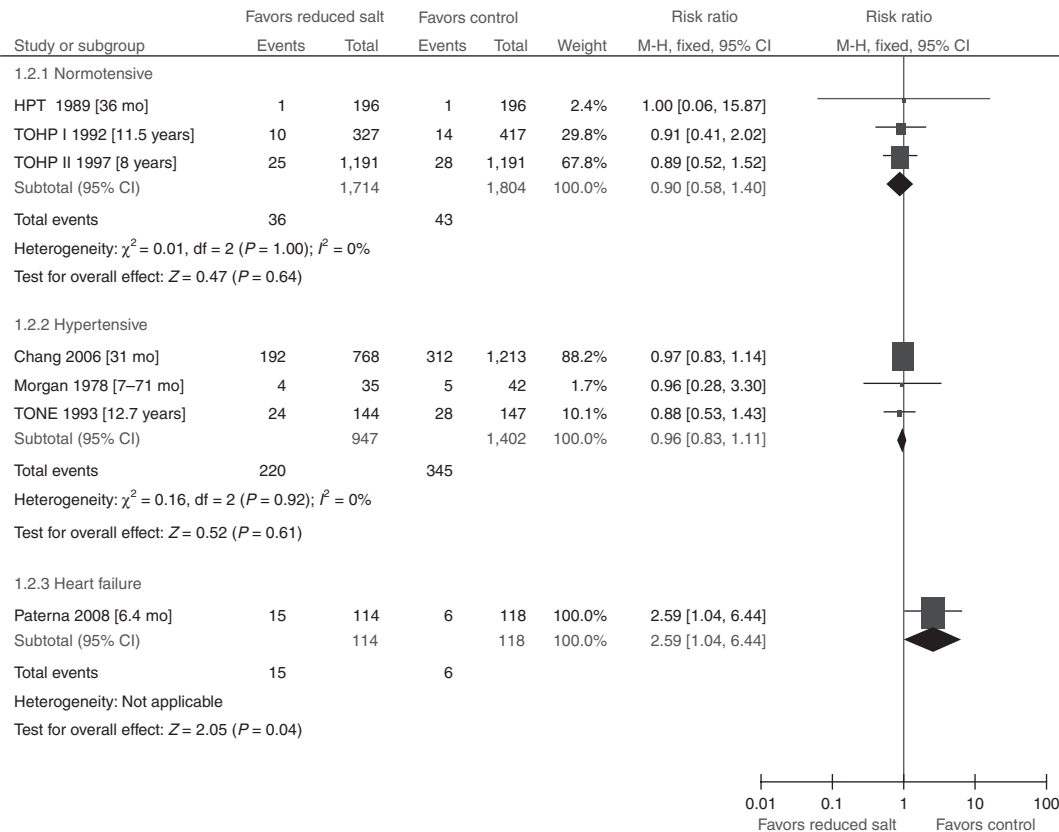 Favors reduced salt Favors control Risk ratio Risk ratio
Study or subgroup Events Total Events Total Weight M-H, fixed, 95% CI M-H, fixed, 95% CI
1.2.1 Normotensive
HPT 1989 [36 mo] 1 196 1 196 2.4% 1.00 [0.06, 15.87]
TOHP I 1992 [11.5 years] 10 327 14 417 29.8% 0.91 [0.41, 2.02]
TOHP II 1997 [8 years] 25 1,191 28 1,191 67.8% 0.89 [0.52, 1.52]
Subtotal (95% CI) 1,714 1,804 100.0% 0.90 [0.58, 1.40]
Total events 36 43
Heterogeneity: χ² = 0.01, df = 2 (P = 1.00); I² = 0%
Test for overall effect: Z = 0.47 (P = 0.64)
1.2.2 Hypertensive
Chang 2006 [31 mo] 192 768 312 1,213 88.2% 0.97 [0.83, 1.14]
Morgan 1978 [7–71 mo] 4 35 5 42 1.7% 0.96 [0.28, 3.30]
TONE 1993 [12.7 years] 24 144 28 147 10.1% 0.88 [0.53, 1.43]
Subtotal (95% CI) 947 1,402 100.0% 0.96 [0.83, 1.11]
Total events 220 345
Heterogeneity: χ² = 0.16, df = 2 (P = 0.92); I² = 0%
Test for overall effect: Z = 0.52 (P = 0.61)
1.2.3 Heart failure
Paterna 2008 [6.4 mo] 15 114 6 118 100.0% 2.59 [1.04, 6.44]
Subtotal (95% CI) 114 118 100.0% 2.59 [1.04, 6.44]
Total events 15 6
Heterogeneity: Not applicable
Test for overall effect: Z = 2.05 (P = 0.04)
0.01 0.1 1 10 100
Favors reduced salt Favors control